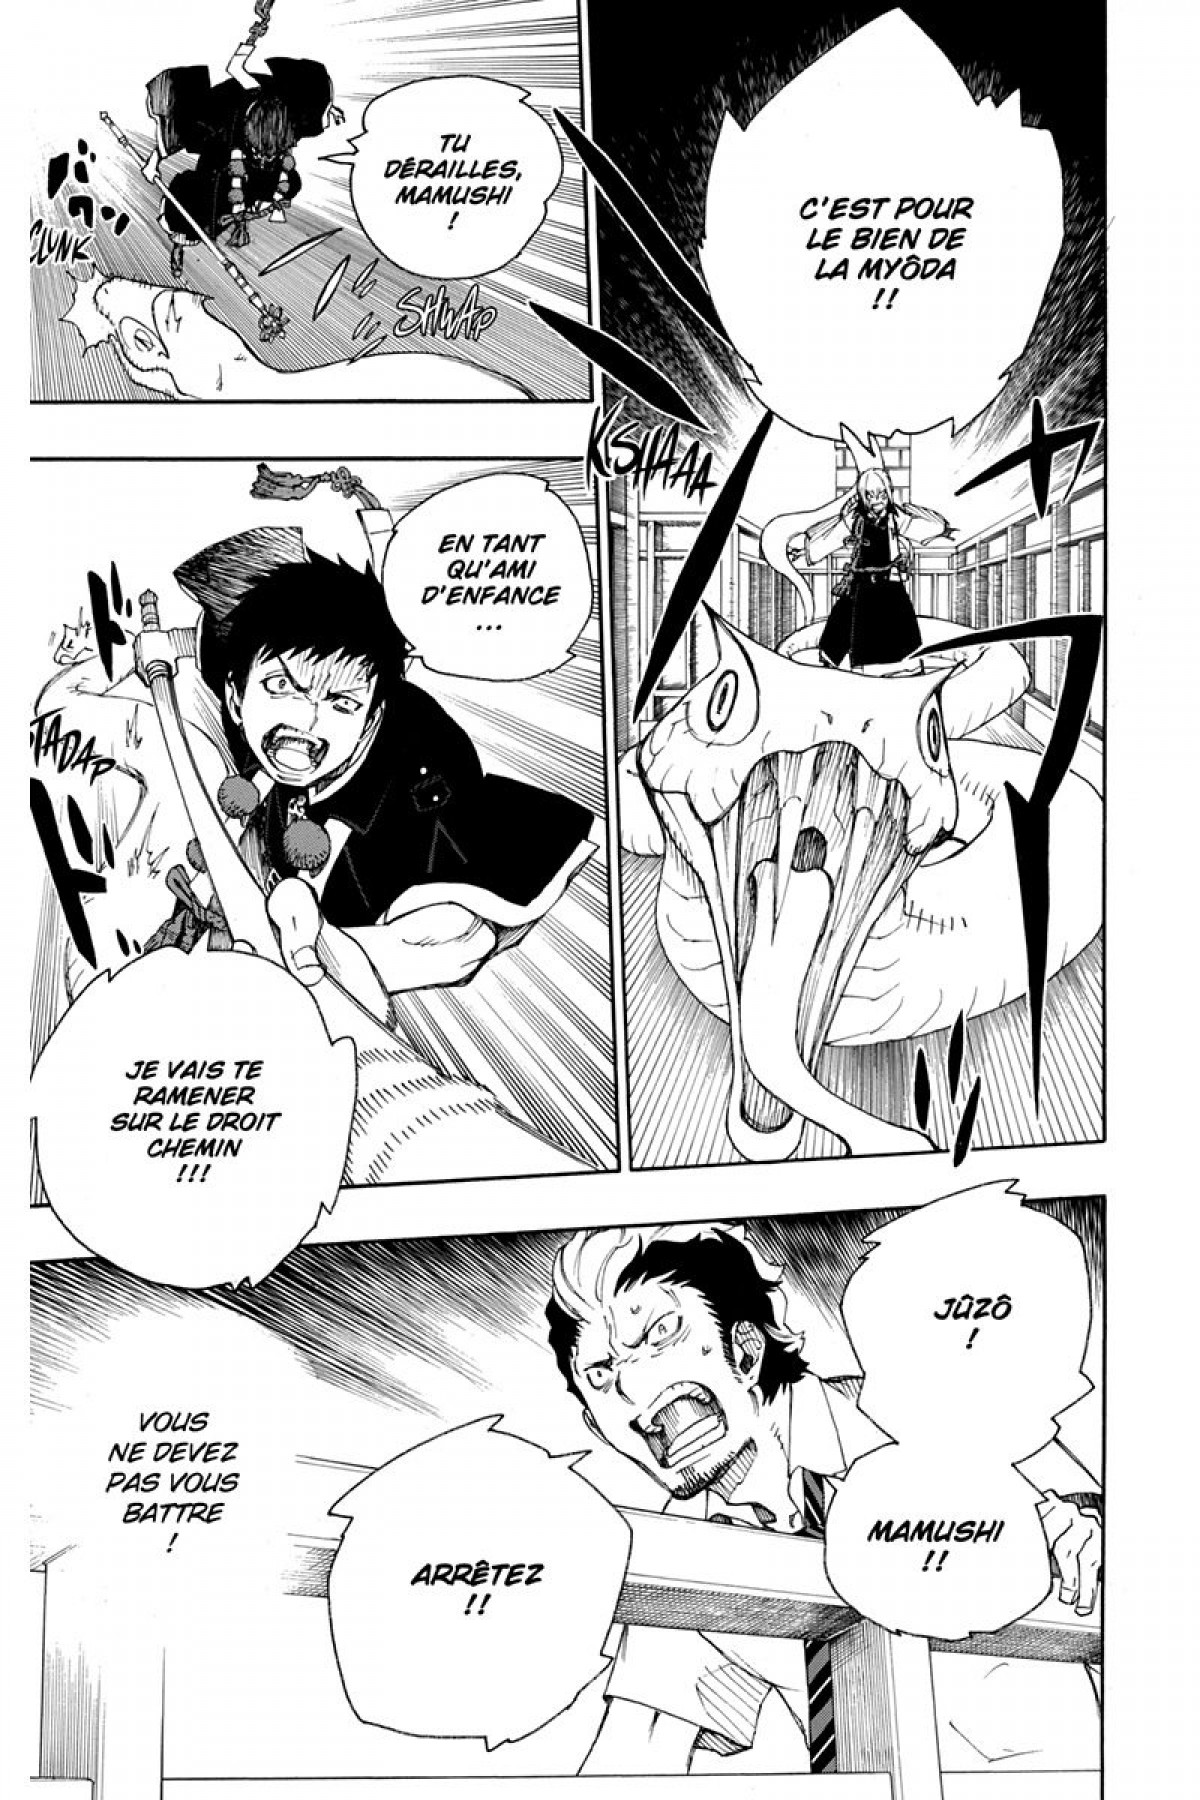 C'EST POUR
LE BIEN DE
LA MYÔDA
!!
KSHAAA
TU
DÉRAILLES,
MAMUSHI
!
CLUNK
SHWAP
EN TANT
QU'AMI
D'ENFANCE
...
TADAP
JE VAIS TE
RAMENER
SUR LE DROIT
CHEMIN
!!!
JÛZÔ
!
MAMUSHI
!!
ARRÊTEZ
!!
VOUS
NE DEVEZ
PAS VOUS
BATTRE
!